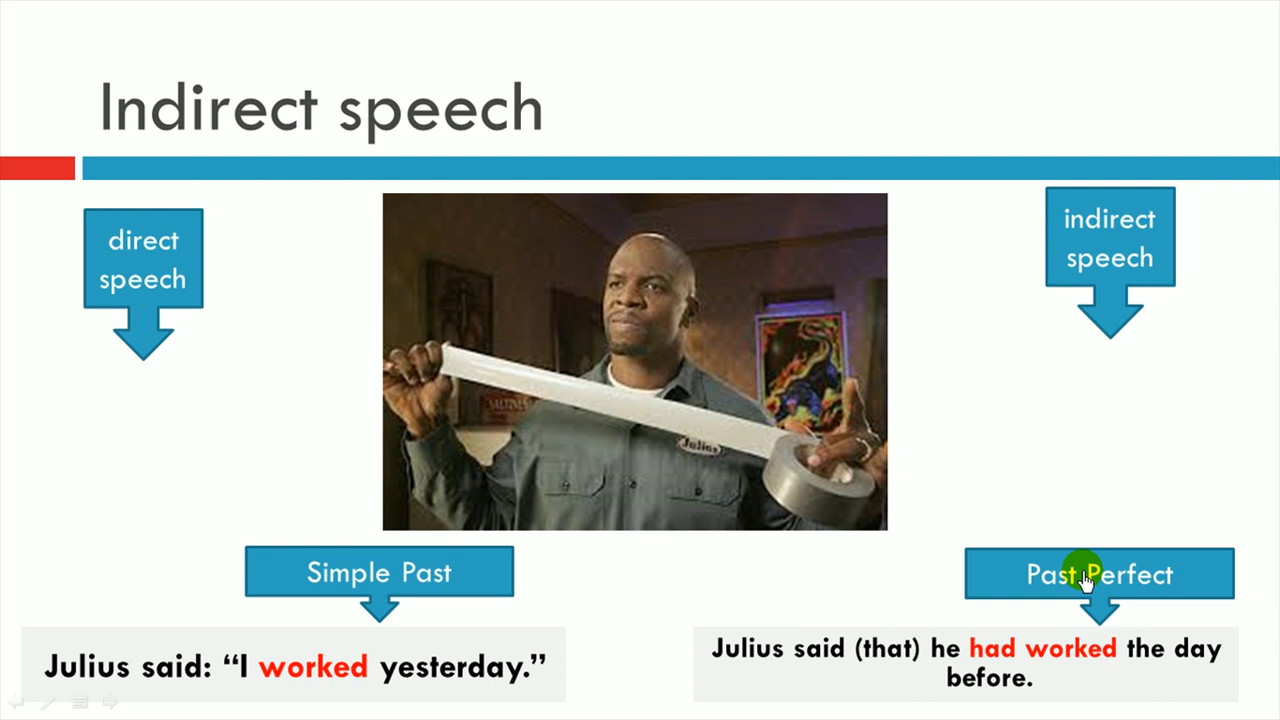 Indirect speech
direct
speech
indirect
speech
Julius
Simple Past
Past Perfect
Julius said: “I worked yesterday.”
Julius said (that) he had worked the day
before.